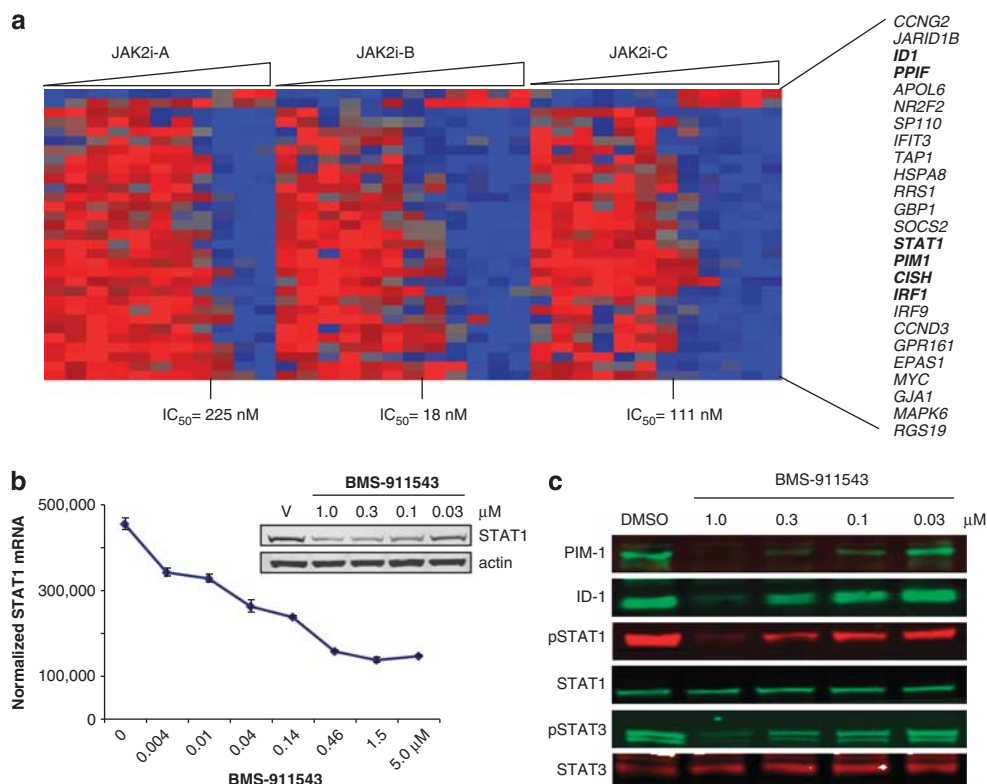 a
JAK2i-A
JAK2i-B
JAK2i-C
CCNG2
JARID1B
ID1
PPIF
APOL6
NR2F2
SP110
IFIT3
TAP1
HSPA8
RRS1
GBP1
SOCS2
STAT1
PIM1
CISH
IRF1
IRF9
CCND3
GPR161
EPAS1
MYC
GJA1
MAPK6
RGS19
IC50= 225 nM
IC50= 18 nM
IC50= 111 nM
b
Normalized STAT1 mRNA
500,000
300,000
100,000
0
0 0.004 0.01 0.04 0.14 0.46 1.5 5.0 μM
BMS-911543
BMS-911543
V 1.0 0.3 0.1 0.03 μM
STAT1
actin
c
BMS-911543
DMSO 1.0 0.3 0.1 0.03 μM
PIM-1
ID-1
pSTAT1
STAT1
pSTAT3
STAT3